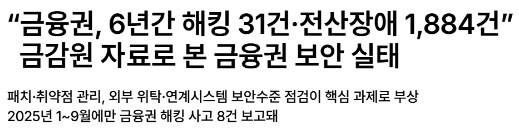 “금융권, 6년간 해킹 31건·전산장애 1,884건”
금감원 자료로 본 금융권 보안 실태
패치·취약점 관리, 외부 위탁·연계시스템 보안수준 점검이 핵심 과제로 부상
2025년 1~9월에만 금융권 해킹 사고 8건 보고돼